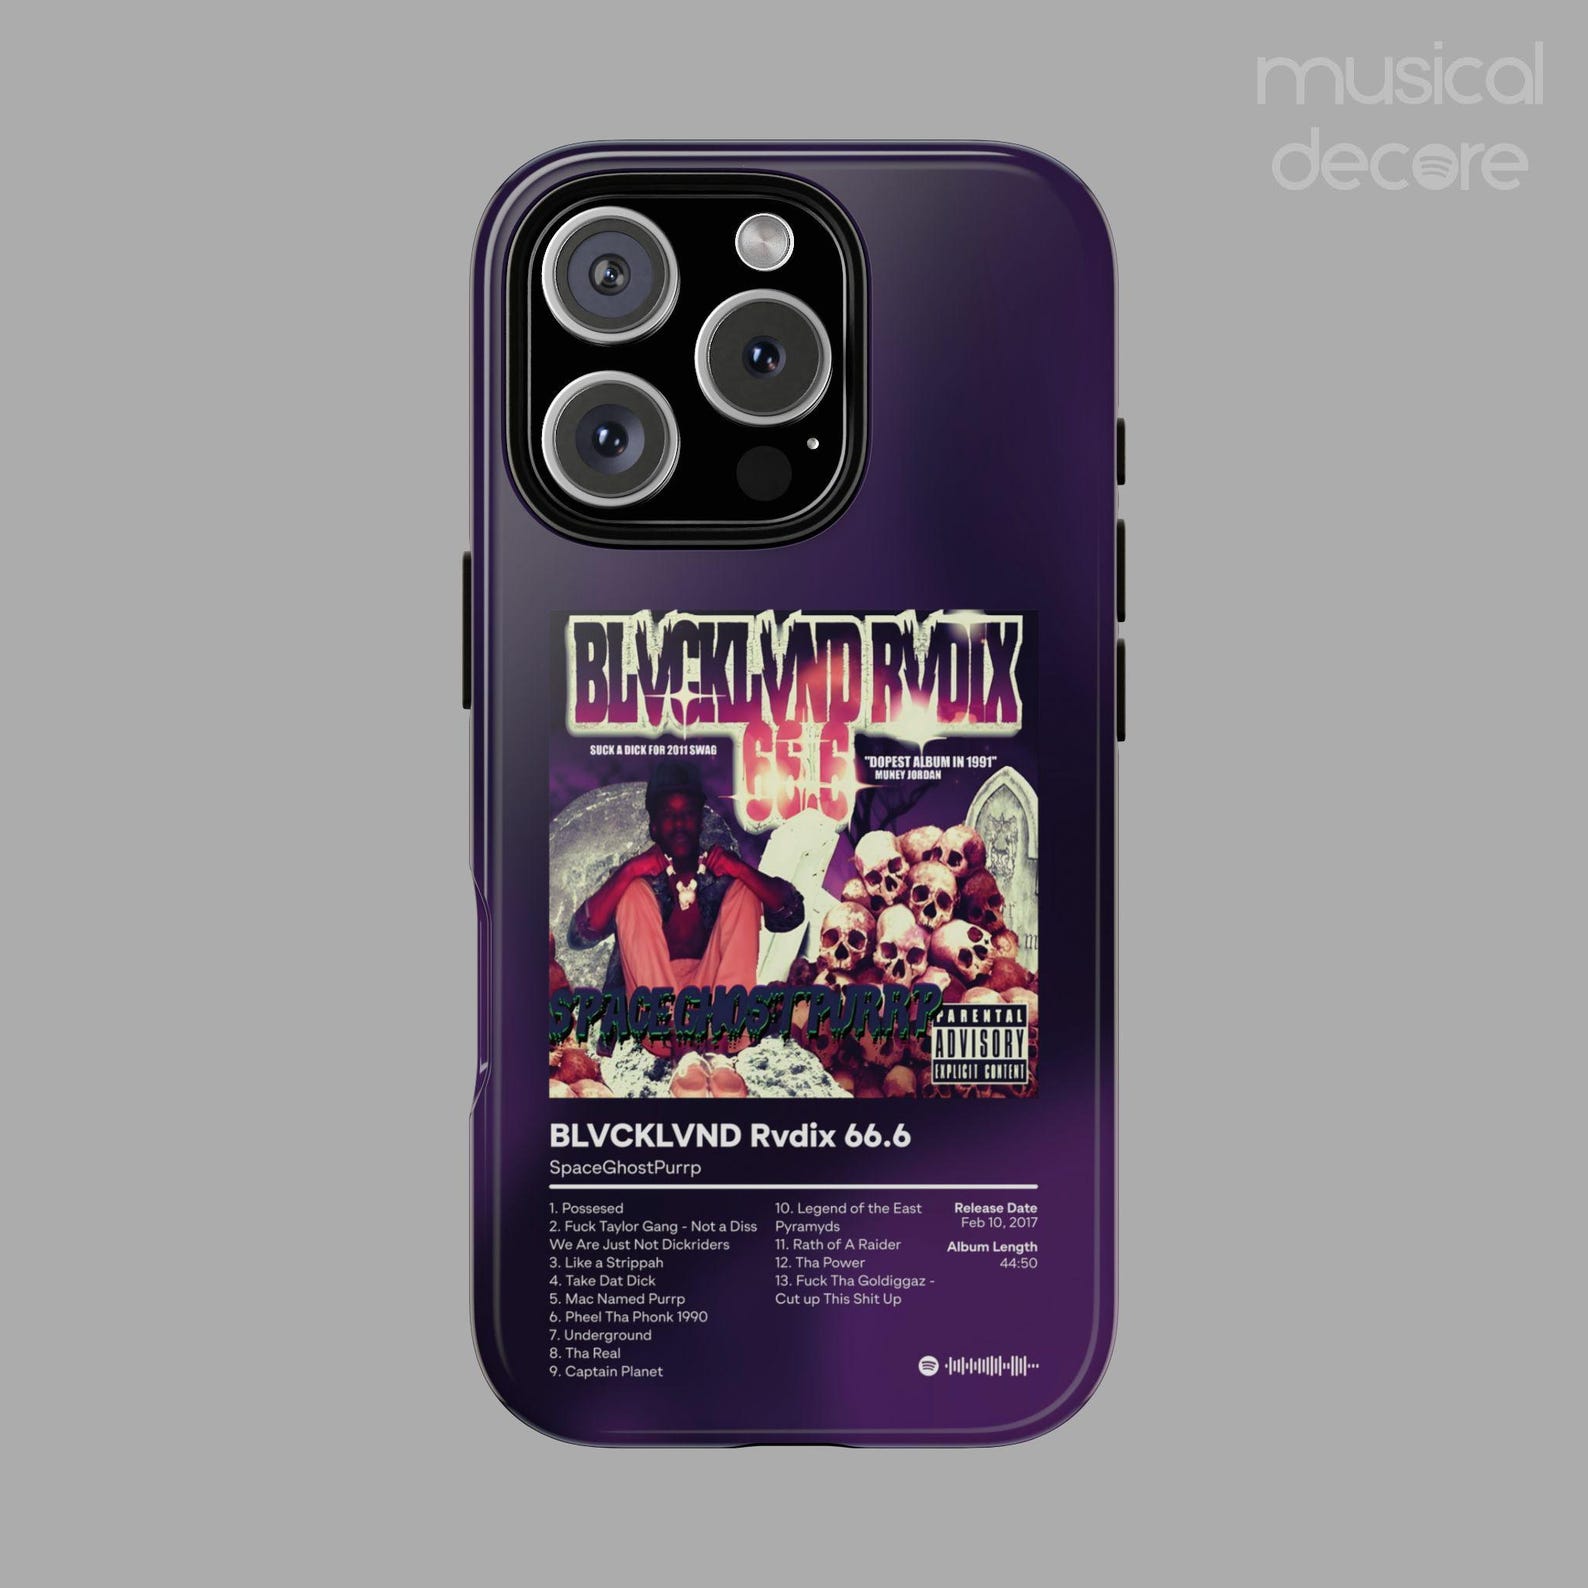 musical
decore
BLVCKLVND RVDIX
66.6
SUCK A DICK FOR 2011 SWAG
"DOPEST ALBUM IN 1991"
MUNEY JORDAN
SPACEGHOSTPURRP
PARENTAL
ADVISORY
EXPLICIT CONTENT
BLVCKLVND Rvdix 66.6
SpaceGhostPurrp
1. Possesed
2. Fuck Taylor Gang - Not a Diss
We Are Just Not Dickriders
3. Like a Strippah
4. Take Dat Dick
5. Mac Named Purrp
6. Pheel Tha Phonk 1990
7. Underground
8. Tha Real
9. Captain Planet
10. Legend of the East
Pyramyds
11. Rath of A Raider
12. Tha Power
13. Fuck Tha Goldiggaz -
Cut up This Shit Up
Release Date
Feb 10, 2017
Album Length
44:50